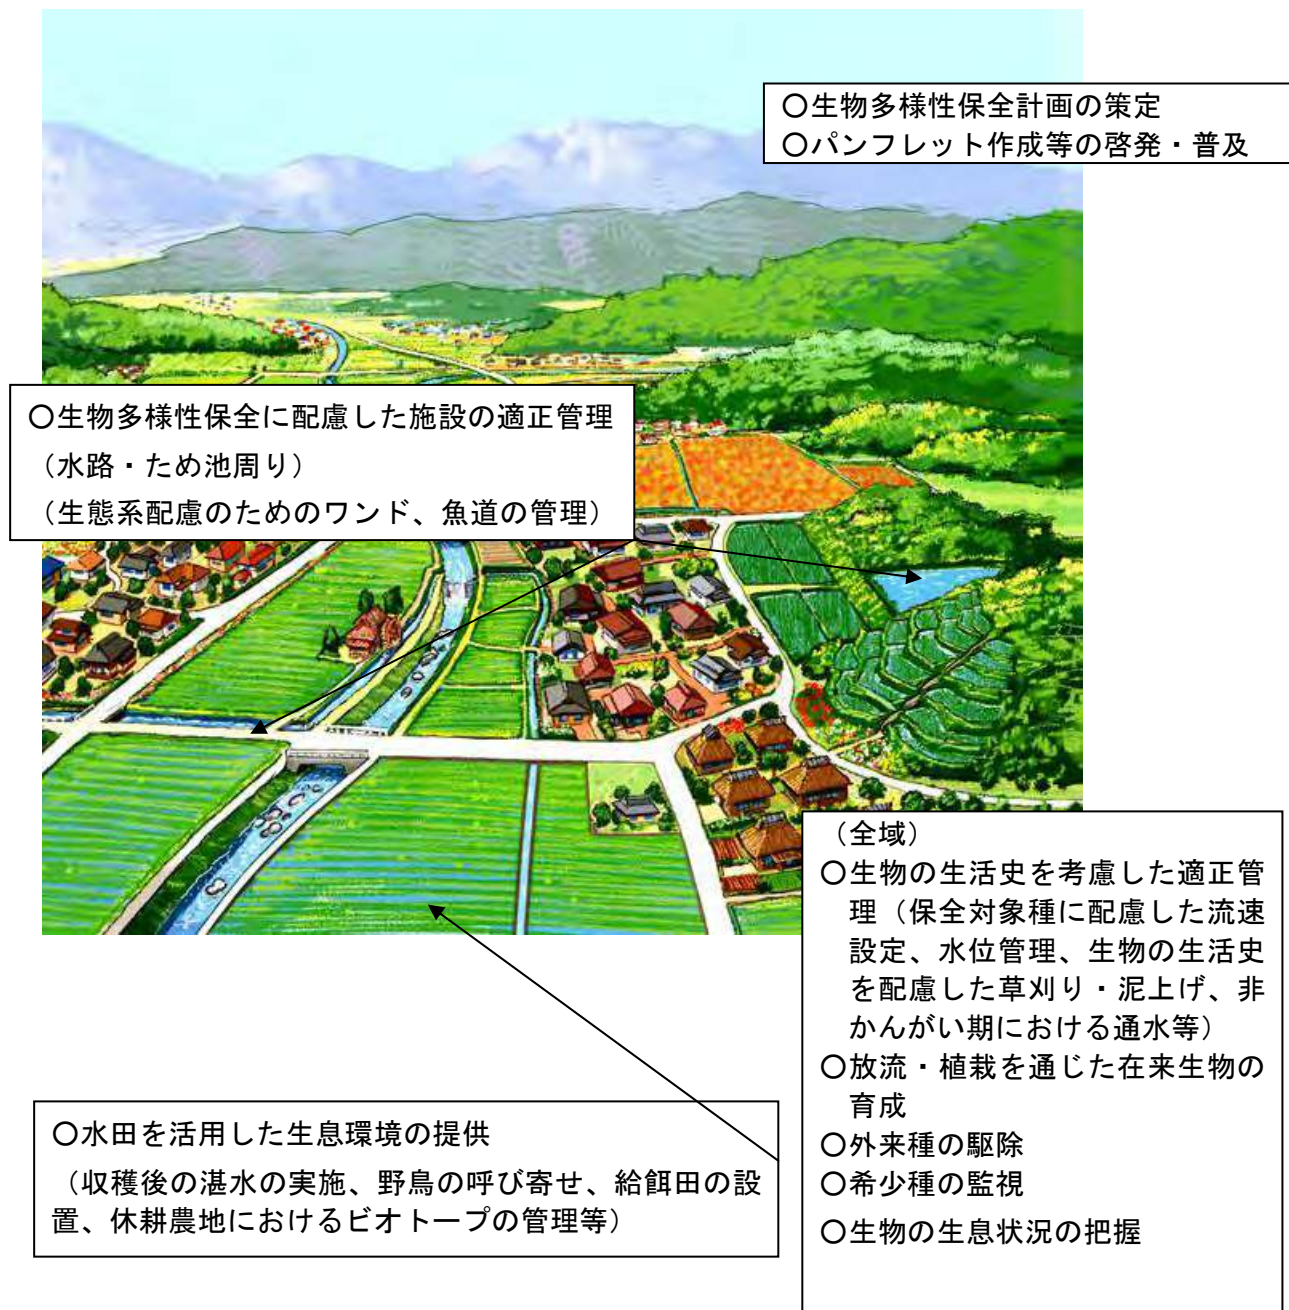 〇生物多様性保全計画の策定
〇パンフレット作成等の啓発・普及
〇生物多様性保全に配慮した施設の適正管理
（水路・ため池周り）
（生態系配慮のためのワンド、魚道の管理）
（全域）
〇生物の生活史を考慮した適正管
理（保全対象種に配慮した流速
設定、水位管理、生物の生活史
を配慮した草刈り・泥上げ、非
かんがい期における通水等）
〇放流・植栽を通じた在来生物の
育成
〇外来種の駆除
〇希少種の監視
〇生物の生息状況の把握
〇水田を活用した生息環境の提供
（収穫後の湛水の実施、野鳥の呼び寄せ、給餌田の設
置、休耕農地におけるビオトープの管理等）